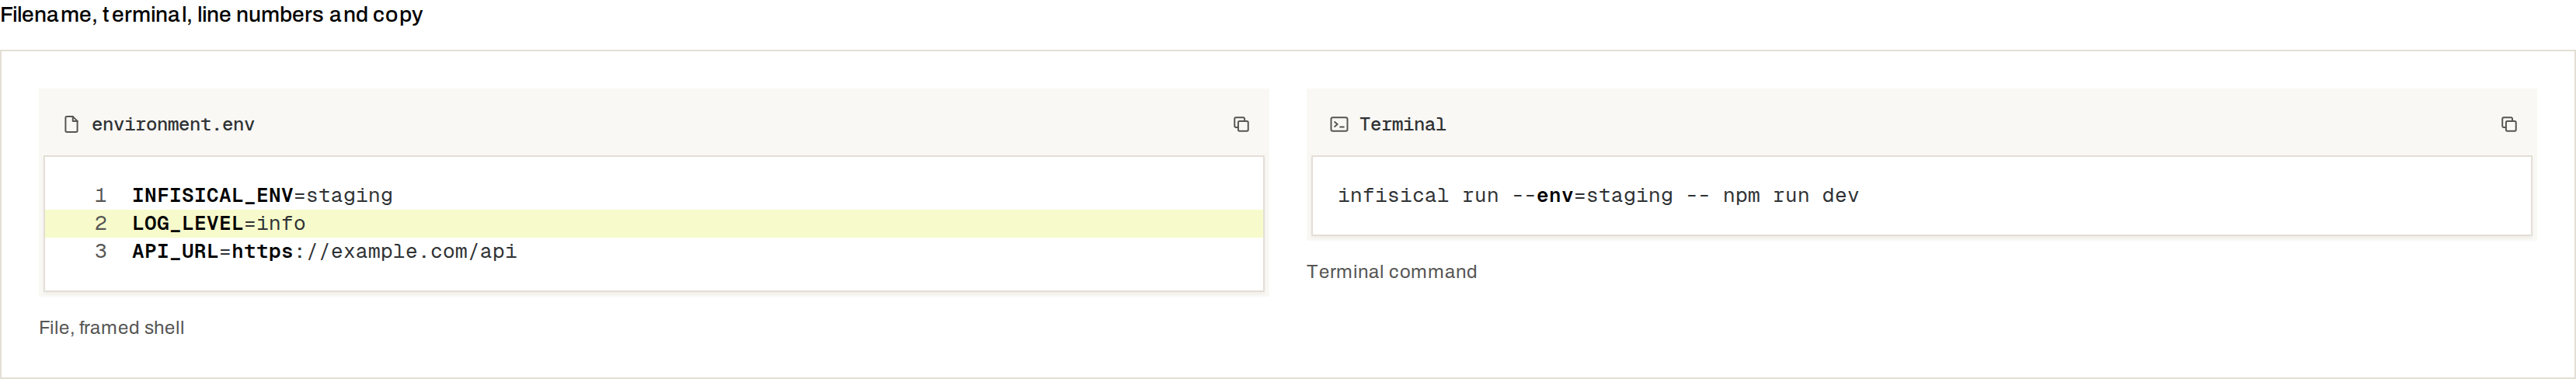 Filename, terminal, line numbers and copy
environment.env
1 INFISICAL_ENV=staging
2 LOG_LEVEL=info
3 API_URL=https://example.com/api
File, framed shell
Terminal
infisical run --env=staging -- npm run dev
Terminal command